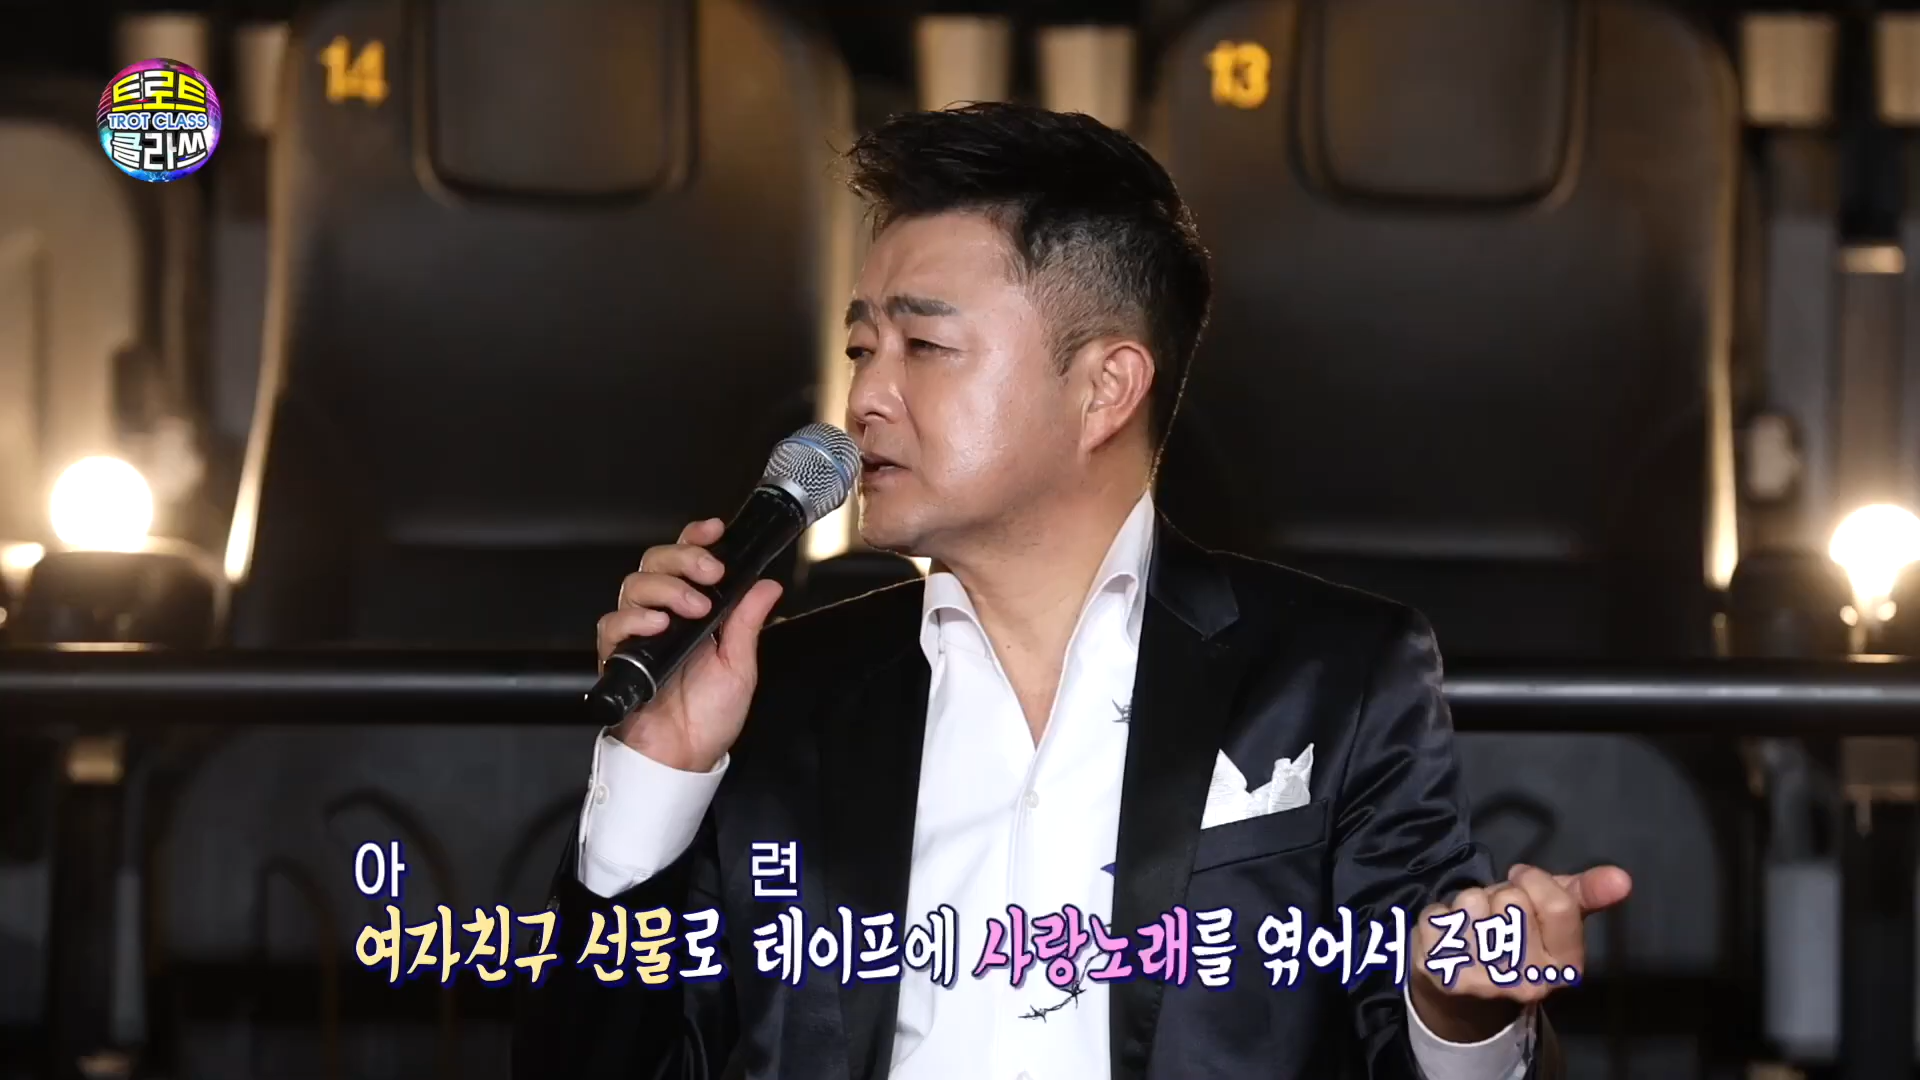 14
13
트로트
TROT CLASS
클라쓰
아 련
여자친구 선물로 테이프에 사랑노래를 엮어서 주면...